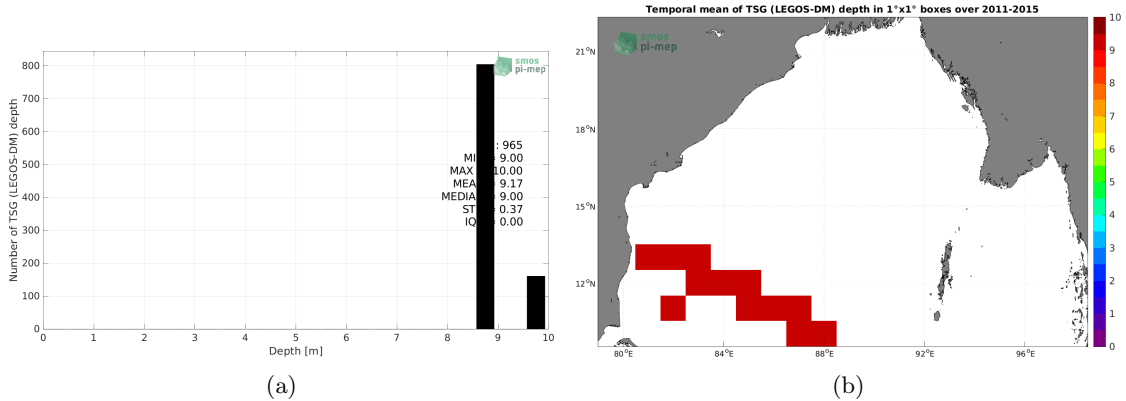 Temporal mean of TSG (LEGOS-DM) depth in 1°x1° boxes over 2011-2015
smos
pi-mep
Number of TSG (LEGOS-DM) depth
800
700
600
500
400
300
200
100
0
: 965
= 9.00
MAX
10.00
9.17
= 9.00
0.37
= 0.00
0
1
2
3
4
5
6
7
8
9
10
Depth [m]
(a)
smos
pi-mep
21°N
18°N
15°N
12°N
80°E
84°E
88°E
92°E
96°E
10
9
8
7
6
5
4
3
2
1
0
(b)